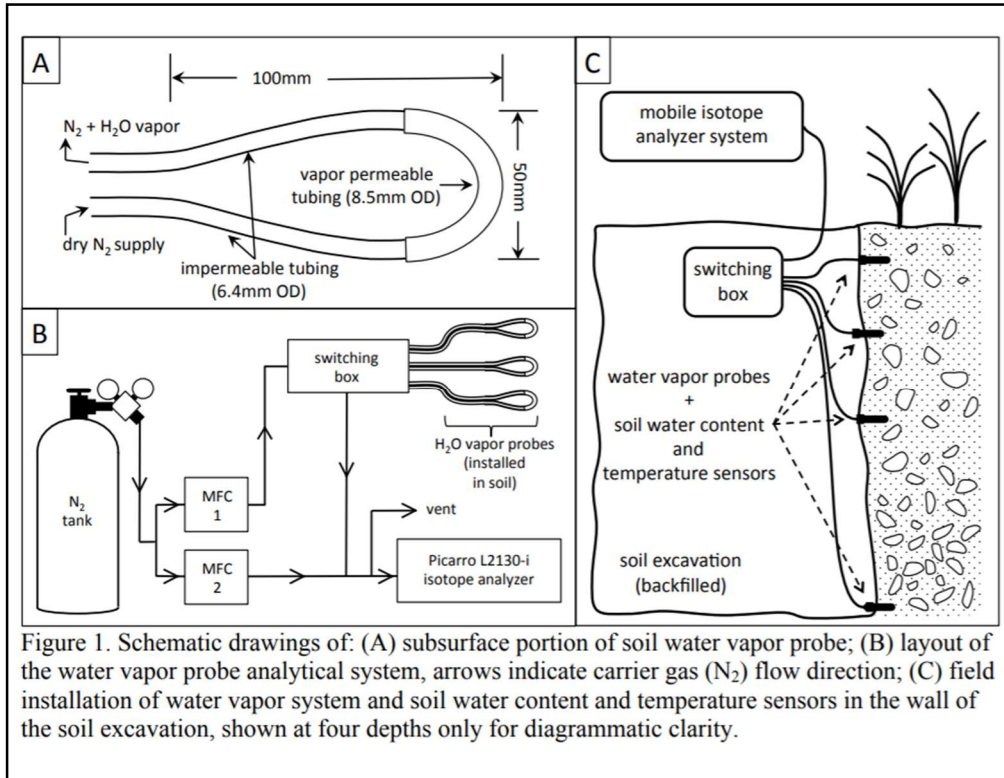 A
100mm
N₂ + H₂O vapor
vapor permeable
tubing (8.5mm OD)
50mm
dry N₂ supply
impermeable tubing
(6.4mm OD)
B
switching
box
H₂O vapor probes
(installed
in soil)
N₂
tank
MFC
1
vent
MFC
2
Picarro L2130-i
isotope analyzer
C
mobile isotope
analyzer system
switching
box
water vapor probes
+
soil water content
and
temperature sensors
soil excavation
(backfilled)
Figure 1. Schematic drawings of: (A) subsurface portion of soil water vapor probe; (B) layout of
the water vapor probe analytical system, arrows indicate carrier gas (N₂) flow direction; (C) field
installation of water vapor system and soil water content and temperature sensors in the wall of
the soil excavation, shown at four depths only for diagrammatic clarity.